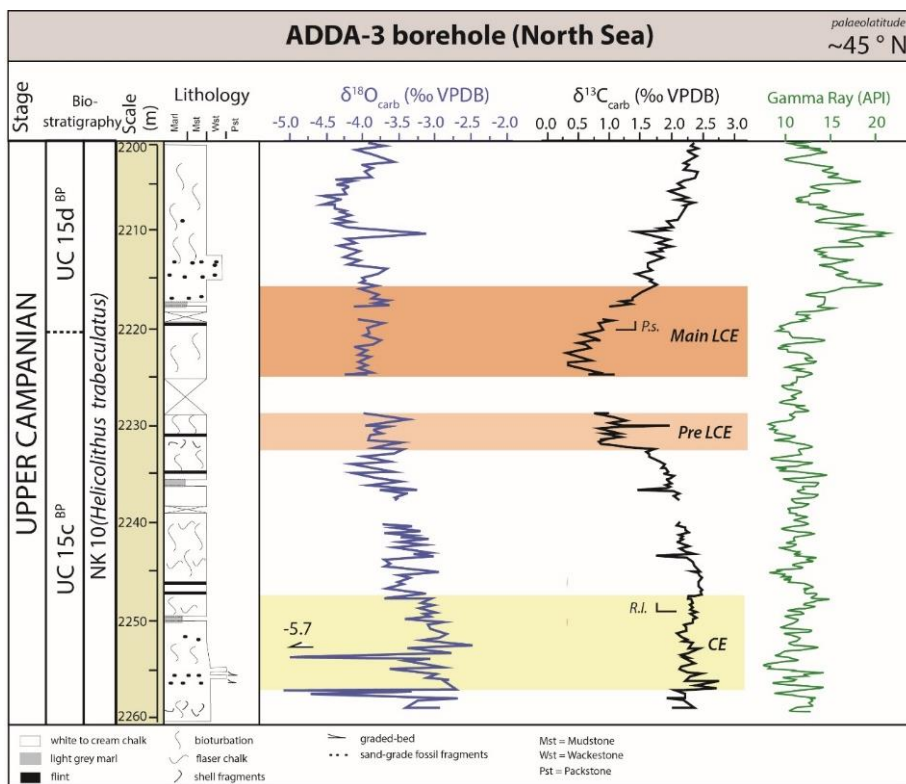 ADDA-3 borehole (North Sea)
palaeolatitude
~45 ° N
Stage
Bio-
stratigraphy
Scale
(m)
Lithology
Marl
Mst
Wst
Pst
δ18Ocarb (‰ VPDB)
-5.0 -4.5 -4.0 -3.5 -3.0 -2.5 -2.0
δ13Ccarb (‰ VPDB)
0.0 0.5 1.0 1.5 2.0 2.5 3.0
Gamma Ray (API)
10 15 20
UPPER CAMPANIAN
UC 15d BP
UC 15c BP
NK 10 (Helicolithus trabeculatus)
2200
2210
2220
2230
2240
2250
2260
P.s.
Main LCE
Pre LCE
R.l.
CE
-5.7
white to cream chalk
light grey marl
flint
bioturbation
flaser chalk
shell fragments
graded-bed
sand-grade fossil fragments
Mst = Mudstone
Wst = Wackestone
Pst = Packstone